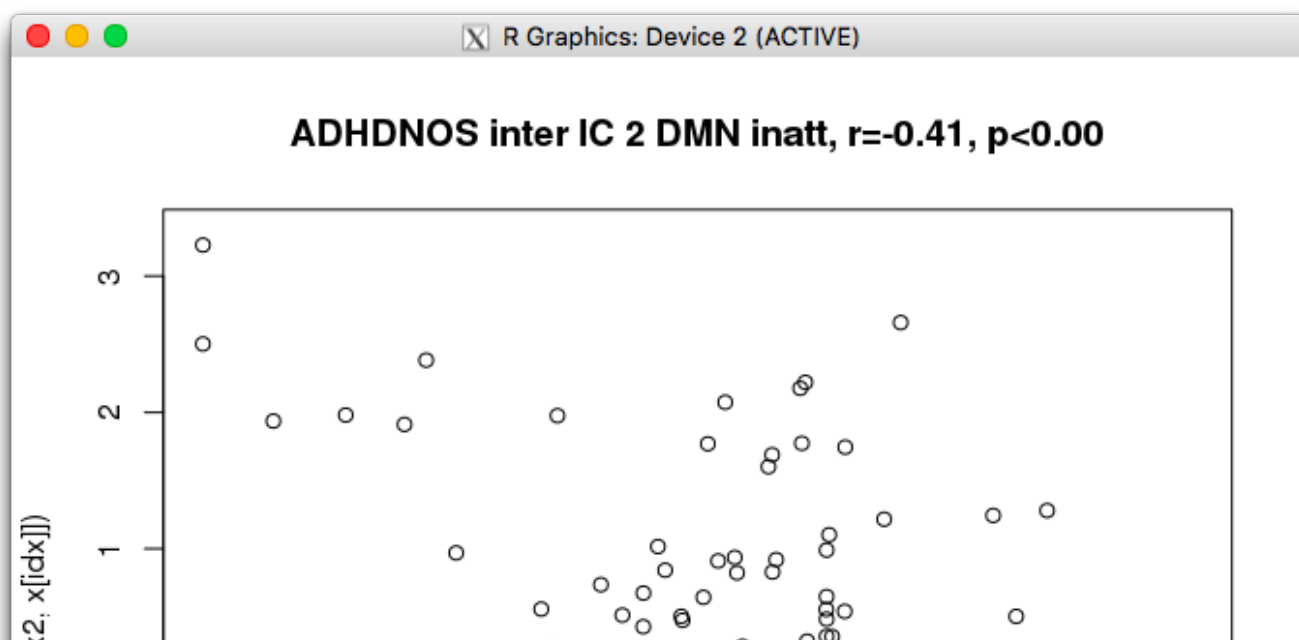 R Graphics: Device 2 (ACTIVE)
ADHDNOS inter IC 2 DMN inatt, r=-0.41, p<0.00
3
2
1
x[idx]])